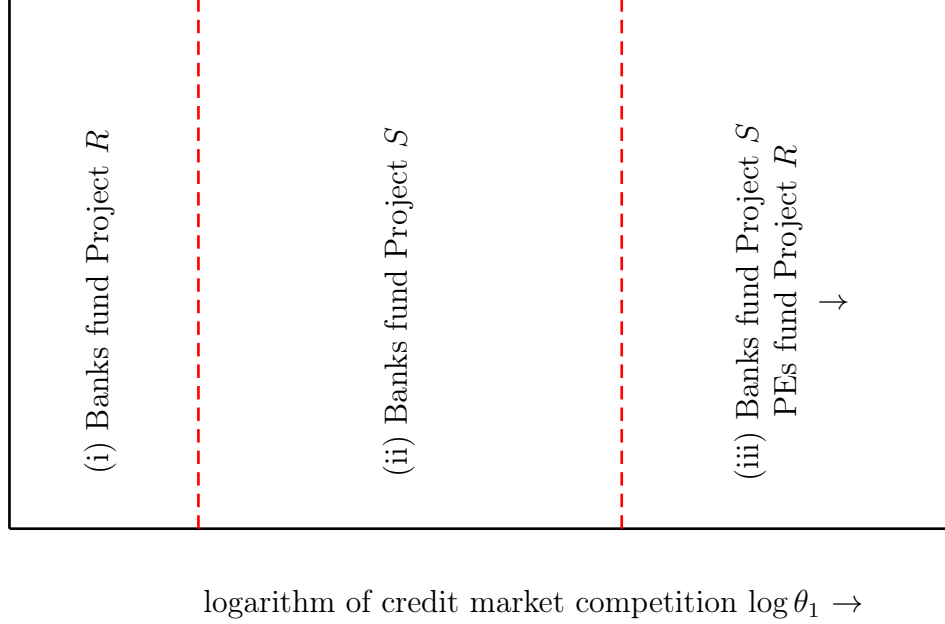 (i) Banks fund Project R
(ii) Banks fund Project S
(iii) Banks fund Project S
PEs fund Project R
→
logarithm of credit market competition log θ₁ →